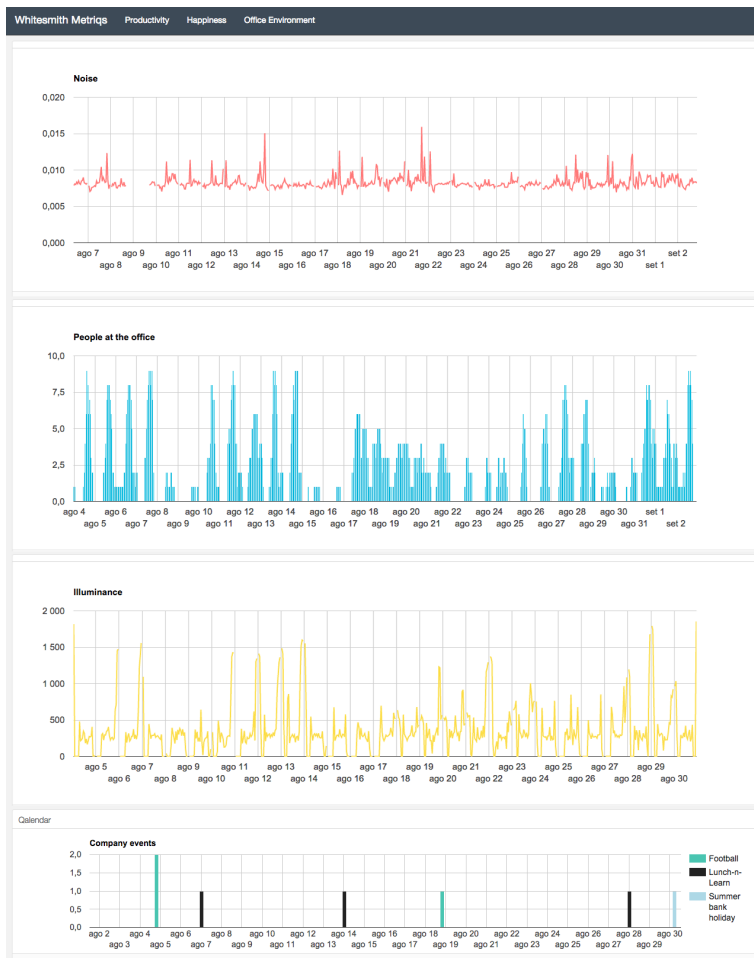 Whitesmith Metriqs Productivity Happiness Office Environment
Noise
0,020
0,015
0,010
0,005
0,000
ago 7 ago 9 ago 11 ago 13 ago 15 ago 17 ago 19 ago 21 ago 23 ago 25 ago 27 ago 29 ago 31 set 2
ago 8 ago 10 ago 12 ago 14 ago 16 ago 18 ago 20 ago 22 ago 24 ago 26 ago 28 ago 30 set 1
People at the office
10,0
7,5
5,0
2,5
0,0
ago 4 ago 6 ago 8 ago 10 ago 12 ago 14 ago 16 ago 18 ago 20 ago 22 ago 24 ago 26 ago 28 ago 30 set 1
ago 5 ago 7 ago 9 ago 11 ago 13 ago 15 ago 17 ago 19 ago 21 ago 23 ago 25 ago 27 ago 29 ago 31 set 2
Illuminance
2 000
1 500
1 000
500
0
ago 5 ago 7 ago 9 ago 11 ago 13 ago 15 ago 17 ago 19 ago 21 ago 23 ago 25 ago 27 ago 29
ago 6 ago 8 ago 10 ago 12 ago 14 ago 16 ago 18 ago 20 ago 22 ago 24 ago 26 ago 28 ago 30
Qalendar
Company events
2,0
1,5
1,0
0,5
0,0
ago 2 ago 4 ago 6 ago 8 ago 10 ago 12 ago 14 ago 16 ago 18 ago 20 ago 22 ago 24 ago 26 ago 28 ago 30
ago 3 ago 5 ago 7 ago 9 ago 11 ago 13 ago 15 ago 17 ago 19 ago 21 ago 23 ago 25 ago 27 ago 29
Football
Lunch-n-
Learn
Summer
bank
holiday